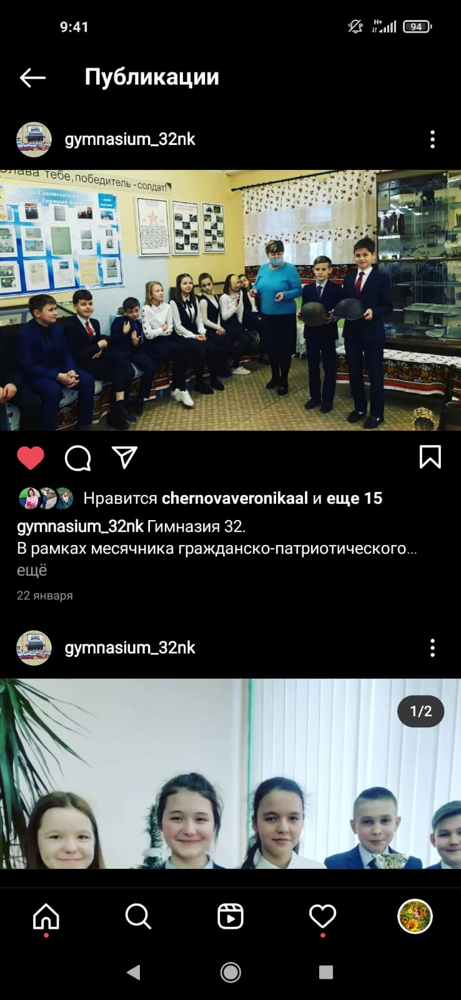 9:41
H+
94
Публикации
gymnasium_32nk
Слава тебе, победитель - солдат!
Нравится chernovaveronikaal и еще 15
gymnasium_32nk Гимназия 32.
В рамках месячника гражданско-патриотического...
ещё
22 января
gymnasium_32nk
1/2